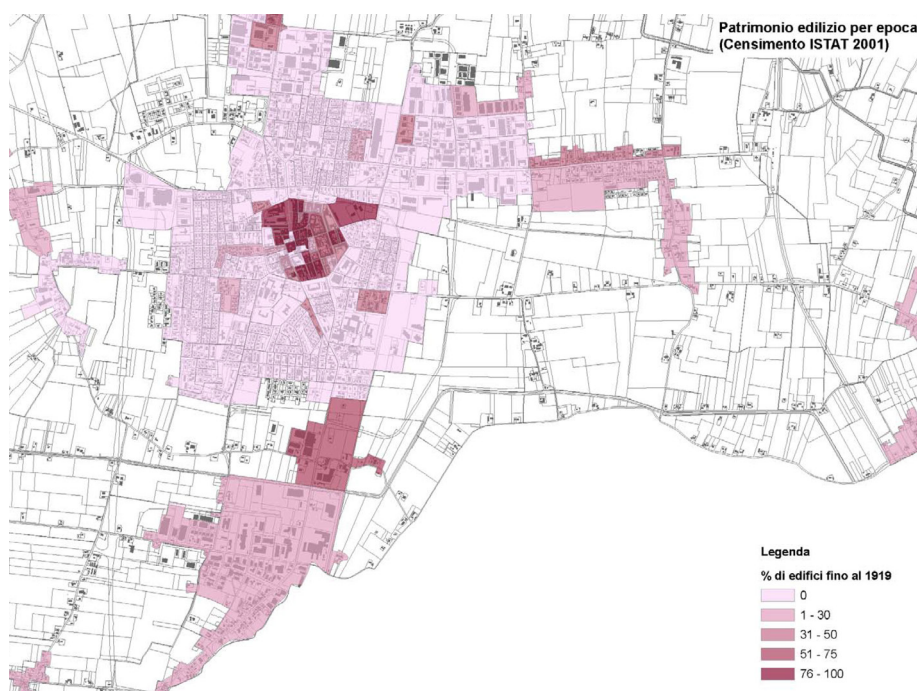 Patrimonio edilizio per epoca
(Censimento ISTAT 2001)
Legenda
% di edifici fino al 1919
0
1 - 30
31 - 50
51 - 75
76 - 100